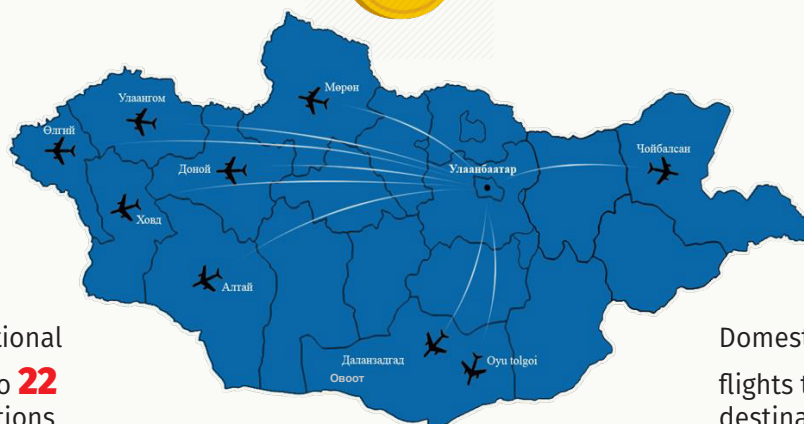 Мөрөн
Улаангом
Өлгий
Доной
Улаанбаатар
Чойбалсан
Ховд
Алтай
Даланзадгад
Oyu tolgoi
Овоот
tional
o 22
tions
Domest
flights t
destina